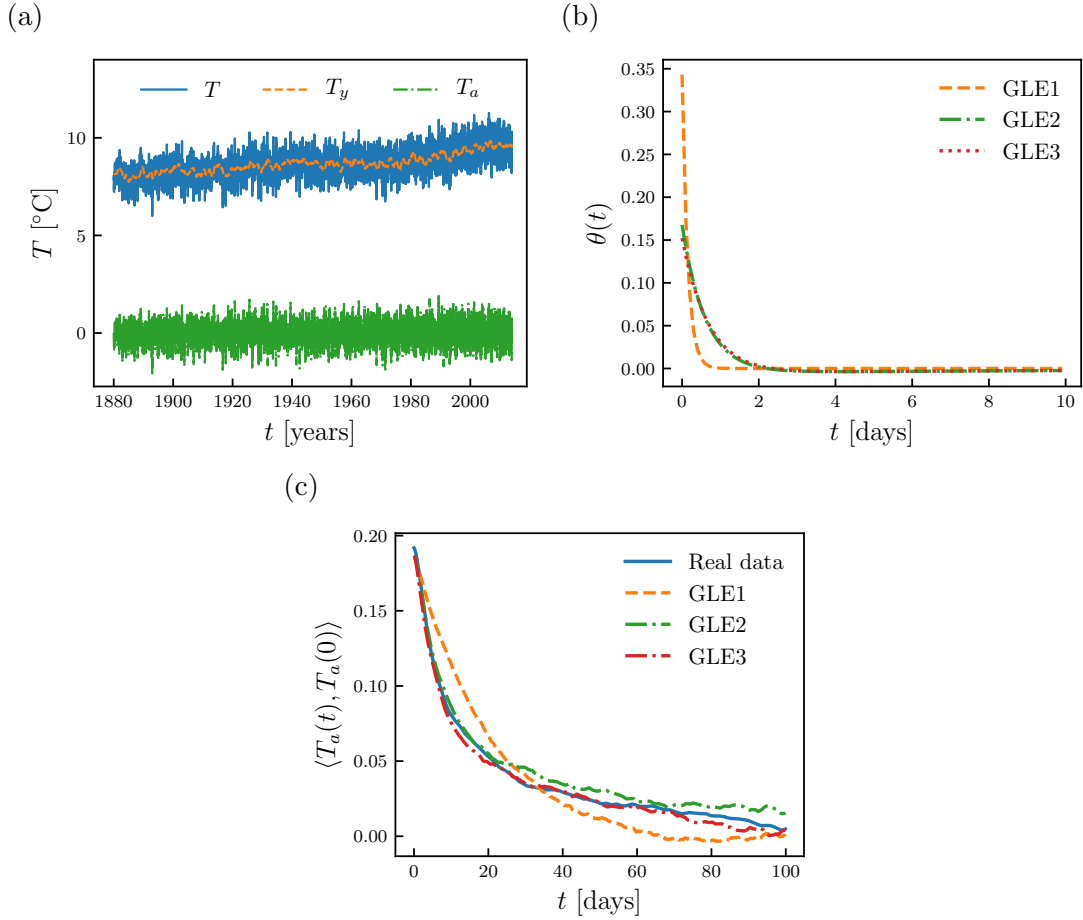 (a)
T
T_y
T_a
10
5
0
T [°C]
1880 1900 1920 1940 1960 1980 2000
t [years]
(b)
0.35
0.30
0.25
0.20
0.15
0.10
0.05
0.00
θ(t)
GLE1
GLE2
GLE3
0 2 4 6 8 10
t [days]
(c)
0.20
0.15
0.10
0.05
0.00
⟨T_a(t), T_a(0)⟩
Real data
GLE1
GLE2
GLE3
0 20 40 60 80 100
t [days]